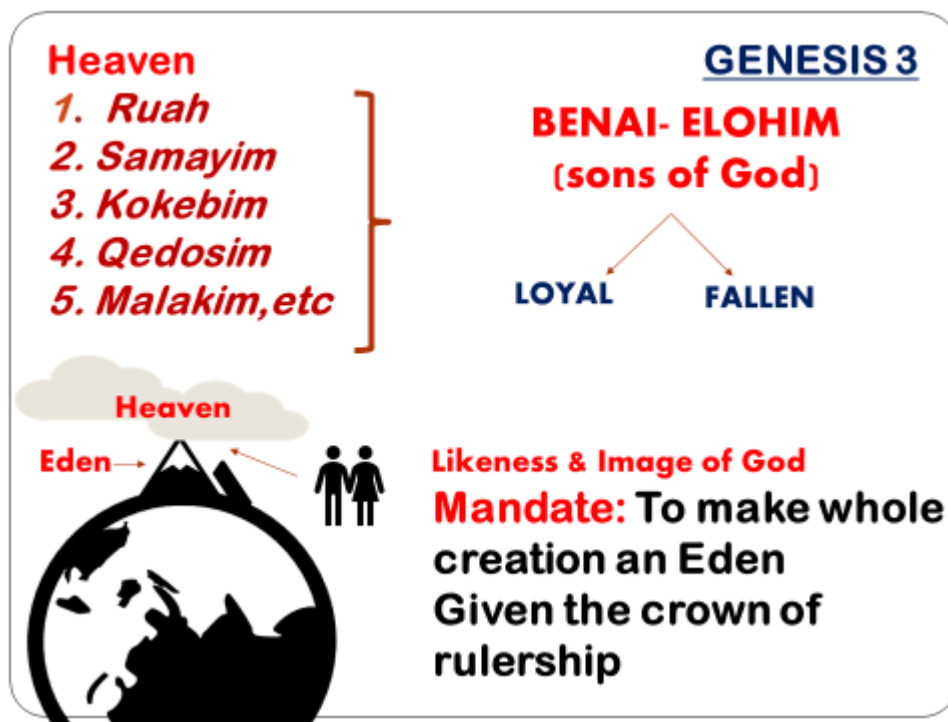 Heaven
1. Ruah
2. Samayim
3. Kokebim
4. Qedosim
5. Malakim,etc
GENESIS 3
BENAI- ELOHIM
(sons of God)
LOYAL
FALLEN
Heaven
Eden
Likeness & Image of God
Mandate: To make whole
creation an Eden
Given the crown of
rulership